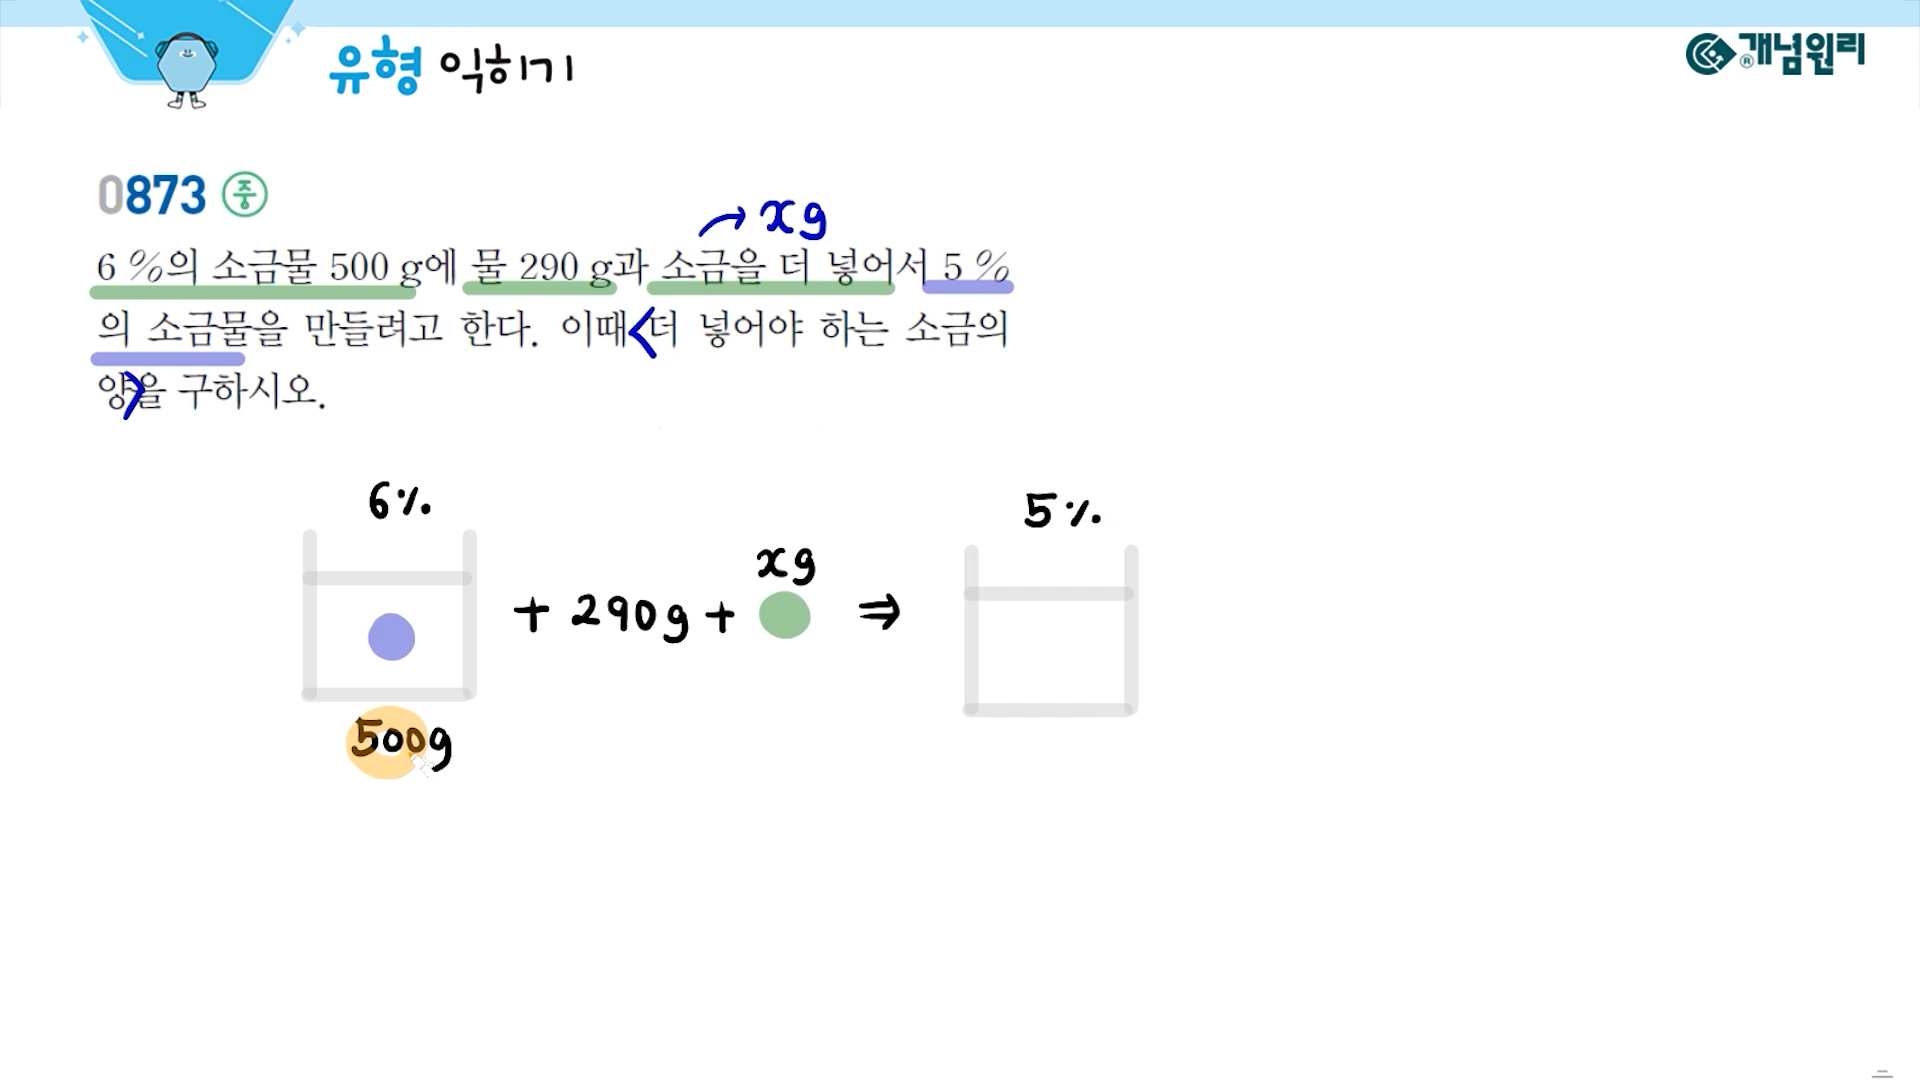 유형 익히기
개념원리®
0873 중
xg
6 %의 소금물 500 g에 물 290 g과 소금을 더 넣어서 5 %
의 소금물을 만들려고 한다. 이때 더 넣어야 하는 소금의
양을 구하시오.
6% 5%
xg
+ 290g + ⇒
500g